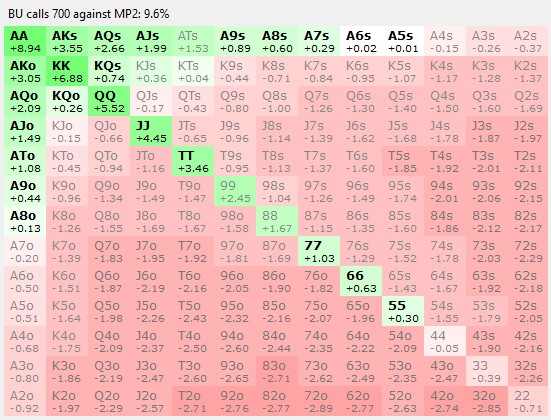 BU calls 700 against MP2: 9.6%
AA AKs AQs AJs ATs A9s A8s A7s A6s A5s A4s A3s A2s
+8.94 +3.55 +2.66 +1.99 +1.53 +0.89 +0.60 +0.29 +0.02 +0.01 -0.15 -0.26 -0.37
AKo KK KQs KJs KTs K9s K8s K7s K6s K5s K4s K3s K2s
+3.05 +6.88 +0.74 +0.36 +0.04 -0.44 -0.71 -0.84 -0.95 -1.07 -1.17 -1.28 -1.37
AQo KQo QQ QJs QTs Q9s Q8s Q7s Q6s Q5s Q4s Q3s Q2s
+2.09 +0.26 +5.52 -0.17 -0.43 -0.80 -1.00 -1.26 -1.30 -1.40 -1.50 -1.60 -1.69
AJo KJo QJo JJ JTs J9s J8s J7s J6s J5s J4s J3s J2s
+1.49 -0.15 -0.66 +4.45 -0.65 -0.96 -1.14 -1.39 -1.62 -1.68 -1.78 -1.87 -1.97
ATo KTo QTo JTo TT T9s T8s T7s T6s T5s T4s T3s T2s
+1.08 -0.45 -0.94 -1.16 +3.46 -0.95 -1.13 -1.37 -1.60 -1.85 -1.92 -2.01 -2.11
A9o K9o Q9o J9o T9o 99 98s 97s 96s 95s 94s 93s 92s
+0.44 -0.96 -1.34 -1.49 -1.47 +2.45 -1.04 -1.26 -1.49 -1.74 -2.01 -2.06 -2.15
A8o K8o Q8o J8o T8o 98o 88 87s 86s 85s 84s 83s 82s
+0.13 -1.26 -1.55 -1.69 -1.67 -1.58 +1.67 -1.15 -1.35 -1.60 -1.86 -2.12 -2.17
A7o K7o Q7o J7o T7o 97o 87o 77 76s 75s 74s 73s 72s
-0.20 -1.39 -1.83 -1.95 -1.92 -1.81 -1.69 +1.03 -1.29 -1.52 -1.78 -2.03 -2.29
A6o K6o Q6o J6o T6o 96o 86o 76o 66 65s 64s 63s 62s
-0.50 -1.51 -1.87 -2.19 -2.16 -2.05 -1.90 -1.82 +0.63 -1.43 -1.67 -1.92 -2.18
A5o K5o Q5o J5o T5o 95o 85o 75o 65o 55 54s 53s 52s
-0.51 -1.64 -1.98 -2.26 -2.43 -2.32 -2.16 -2.07 -1.96 +0.30 -1.55 -1.79 -2.05
A4o K4o Q4o J4o T4o 94o 84o 74o 64o 54o 44 43s 42s
-0.68 -1.75 -2.09 -2.37 -2.50 -2.60 -2.44 -2.35 -2.22 -2.09 -0.05 -1.90 -2.16
A3o K3o Q3o J3o T3o 93o 83o 73o 63o 53o 43o 33 32s
-0.80 -1.86 -2.19 -2.47 -2.60 -2.66 -2.71 -2.62 -2.49 -2.35 -2.47 -0.39 -2.26
A2o K2o Q2o J2o T2o 92o 82o 72o 62o 52o 42o 32o 22
-0.92 -1.97 -2.29 -2.57 -2.71 -2.76 -2.77 -2.89 -2.77 -2.63 -2.74 -2.85 -0.71